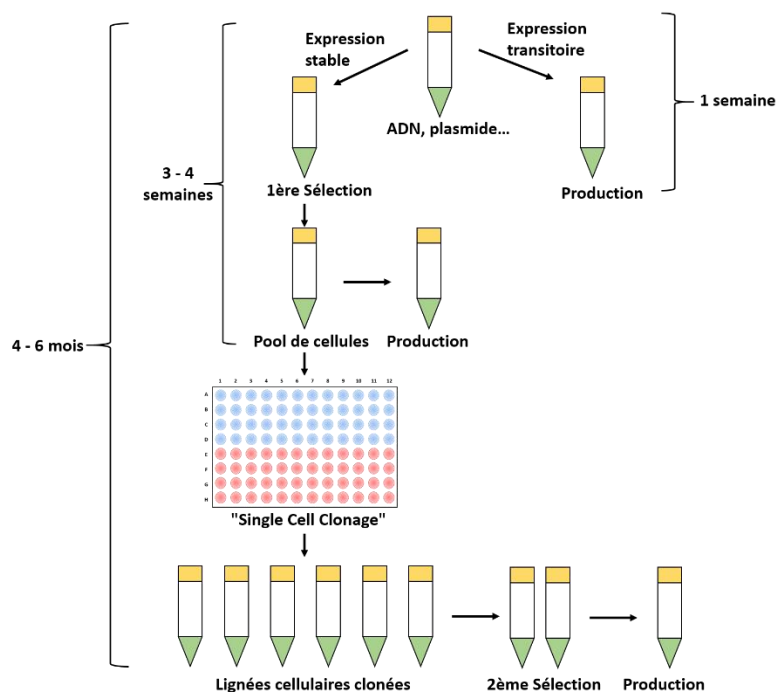 Expression
stable
Expression
transitoire
ADN, plasmide...
1 semaine
3 - 4
semaines
1ère Sélection
Production
4 - 6 mois
Pool de cellules
Production
1 2 3 4 5 6 7 8 9 10 11 12
A
B
C
D
E
F
G
H
"Single Cell Clonage"
Lignées cellulaires clonées
2ème Sélection
Production